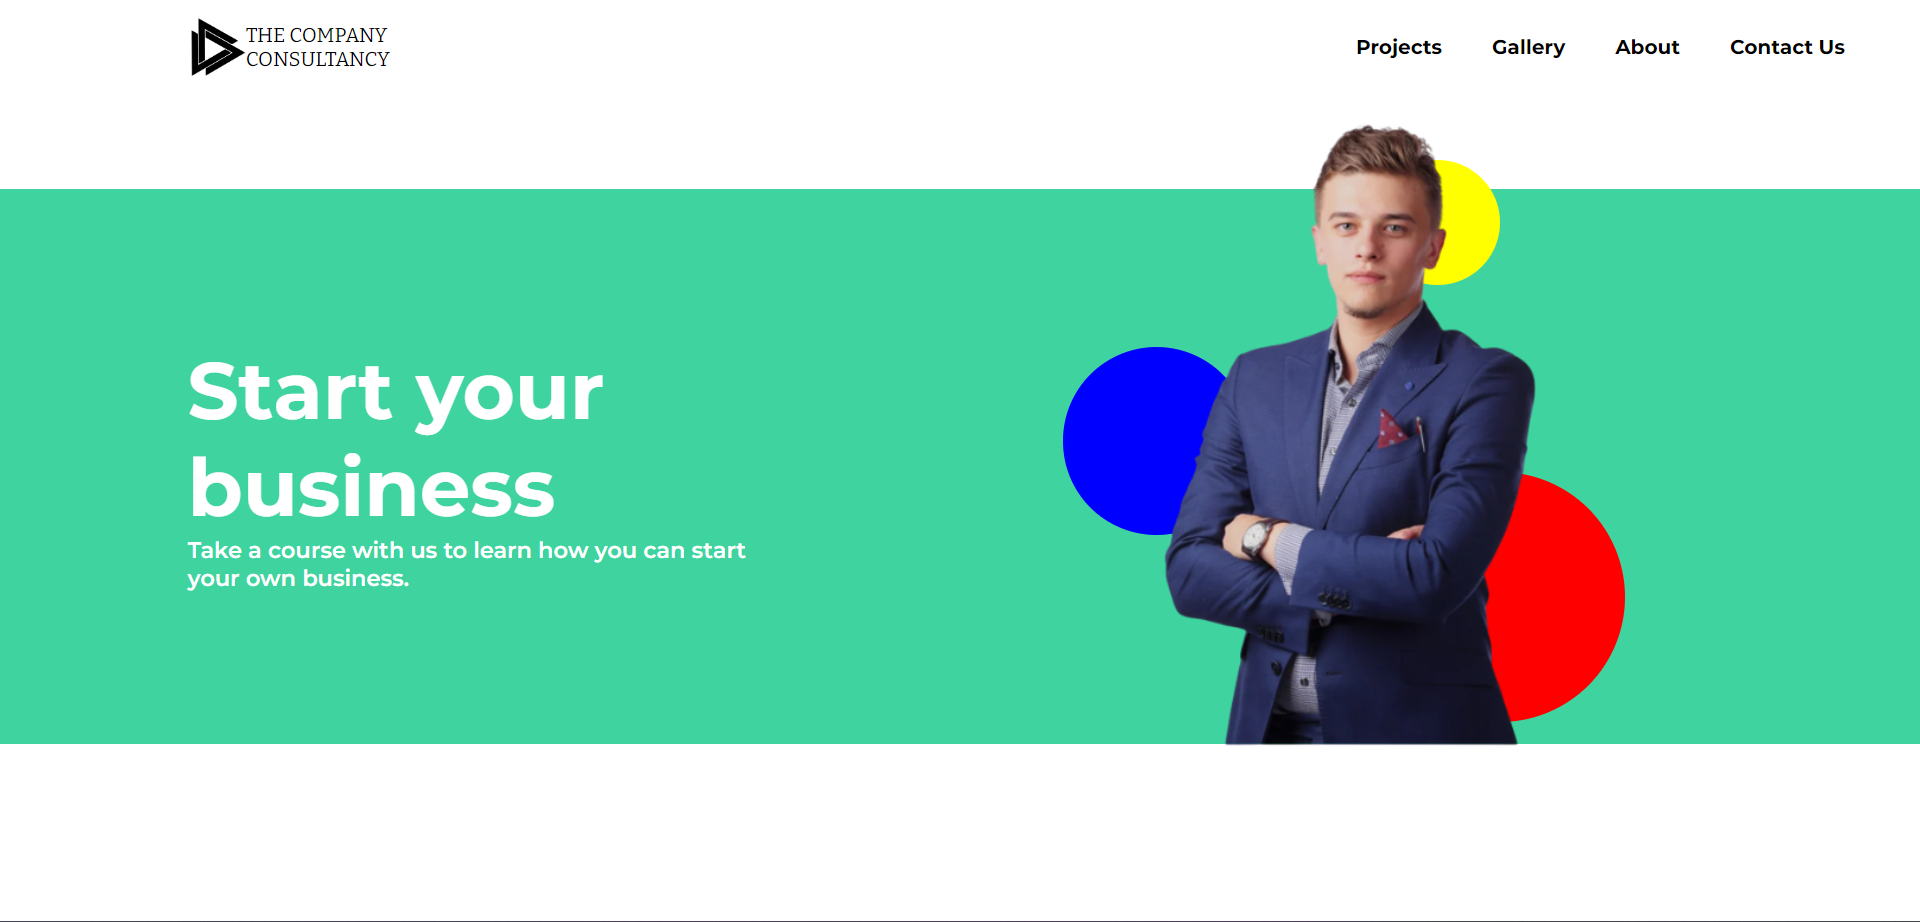 THE COMPANY
CONSULTANCY
Projects Gallery About Contact Us
Start your
business
Take a course with us to learn how you can start
your own business.